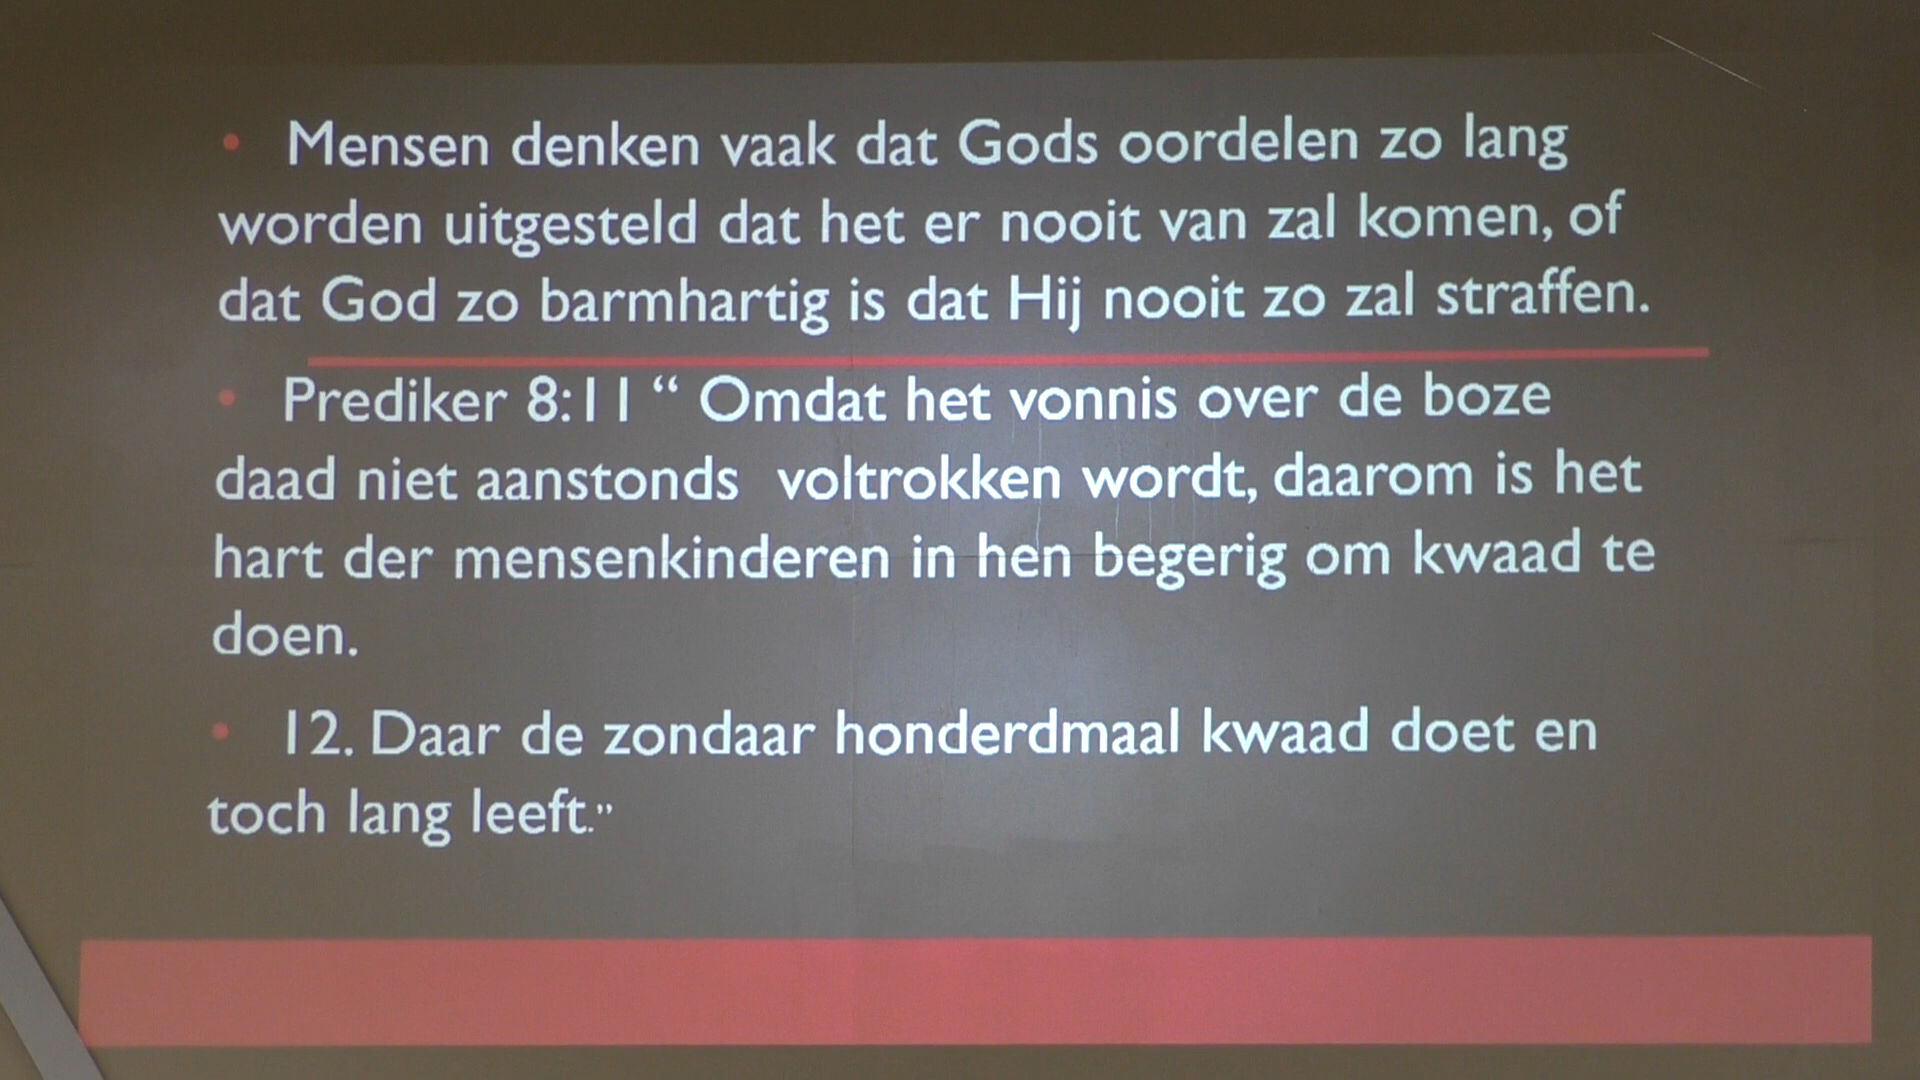 • Mensen denken vaak dat Gods oordelen zo lang
worden uitgesteld dat het er nooit van zal komen, of
dat God zo barmhartig is dat Hij nooit zo zal straffen.
• Prediker 8:11 “ Omdat het vonnis over de boze
daad niet aanstonds voltrokken wordt, daarom is het
hart der mensenkinderen in hen begerig om kwaad te
doen.
• 12. Daar de zondaar honderdmaal kwaad doet en
toch lang leeft.”